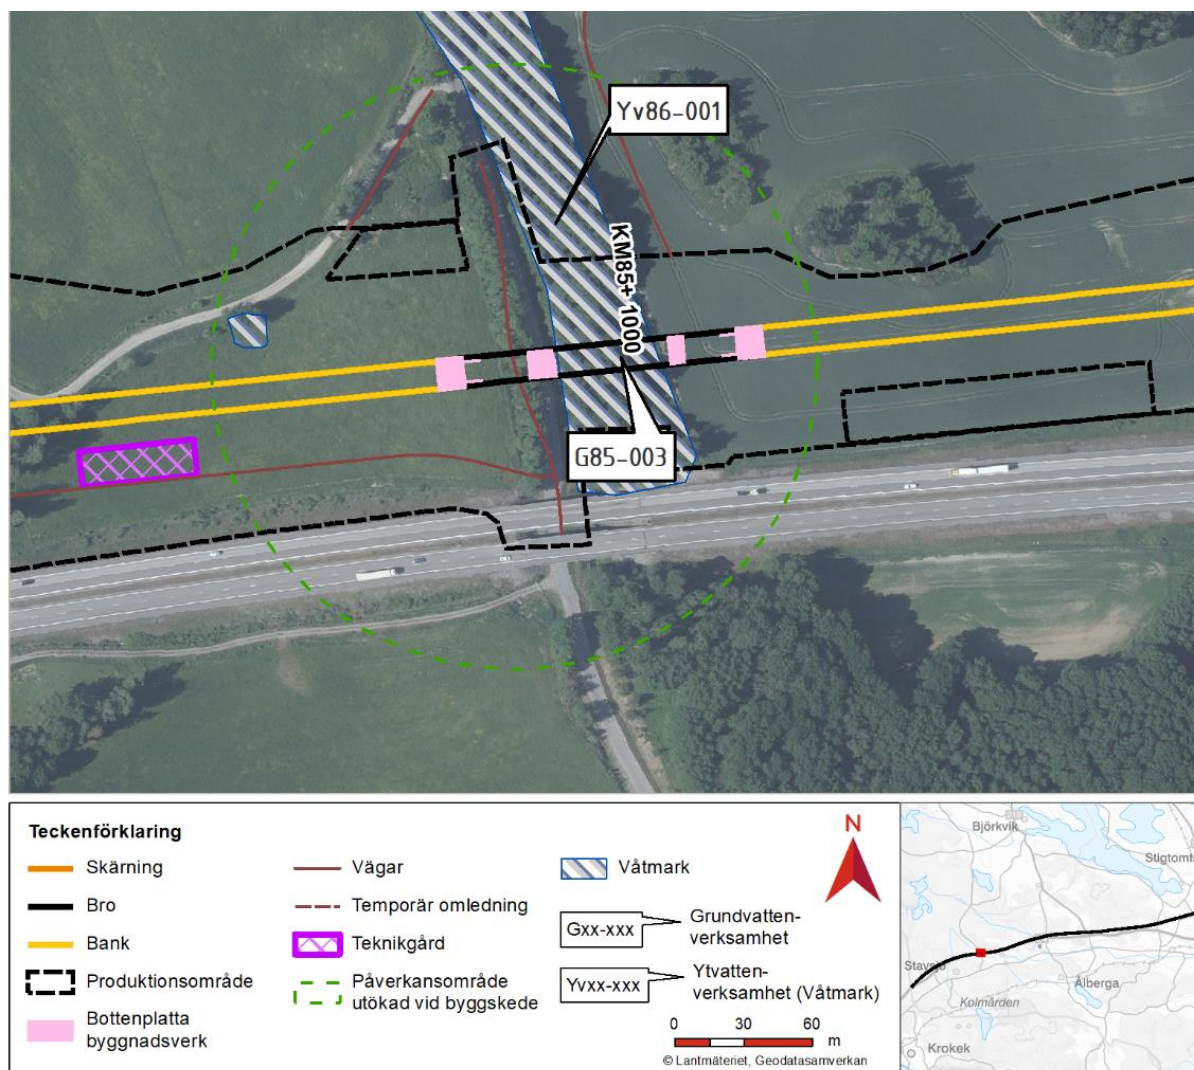 Yv86-001
KM85+ 1000
G85-003
Teckenförklaring
Skärning
Bro
Bank
Produktionsområde
Bottenplatta
byggnadsverk
Vägar
Temporär omledning
Teknikgård
Påverkansområde
utökad vid byggskede
Våtmark
Gxx-xxx
Grundvatten-
verksamhet
Yvxx-xxx
Ytvatten-
verksamhet (Våtmark)
N
0 30 60
m
© Lantmäteriet, Geodatasamverkan
Björkvik
Stigtomt
Stavsjö
Ålberga
Kolmården
Krokek